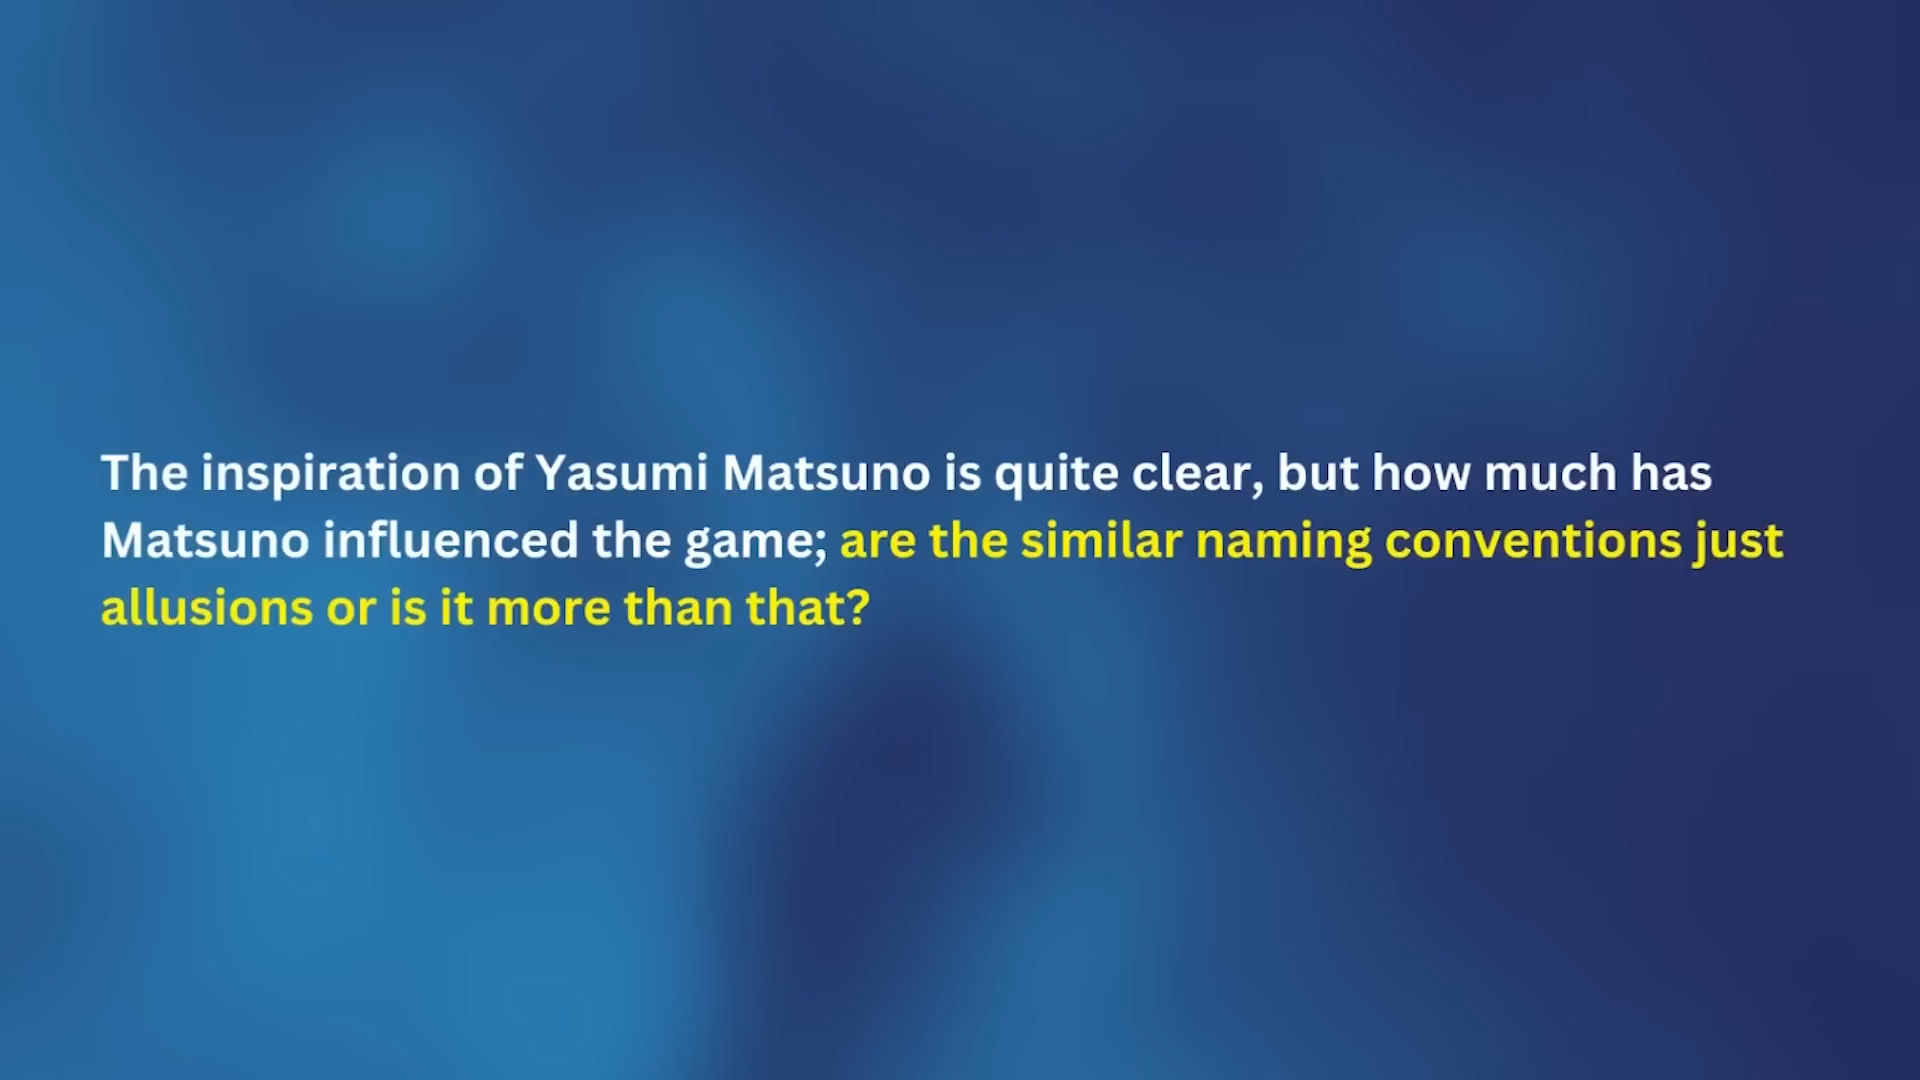 The inspiration of Yasumi Matsuno is quite clear, but how much has
Matsuno influenced the game; are the similar naming conventions just
allusions or is it more than that?